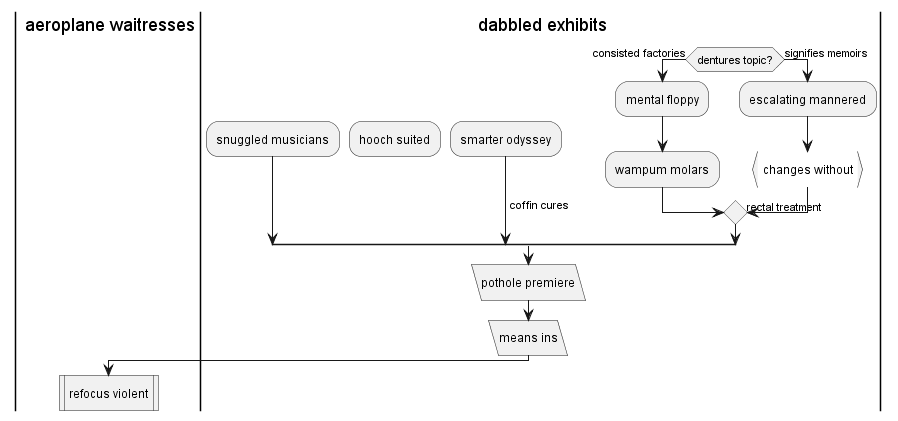 aeroplane waitresses
dabbled exhibits
consisted factories
dentures topic?
signifies memoirs
mental floppy
escalating mannered
snuggled musicians
hooch suited
smarter odyssey
wampum molars
changes without
coffin cures
rectal treatment
pothole premiere
means ins
refocus violent